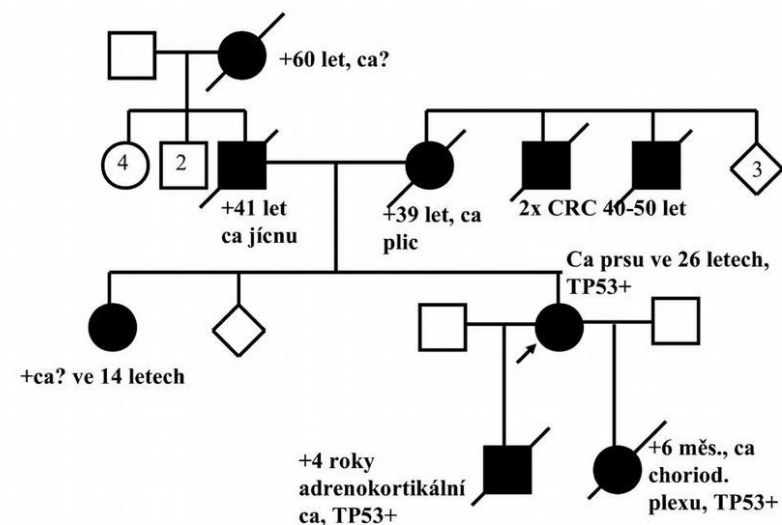 +60 let, ca?
4
2
3
+41 let
ca jícnu
+39 let, ca
plic
2x CRC 40-50 let
Ca prsu ve 26 letech,
TP53+
+ca? ve 14 letech
+4 roky
adrenokortikální
ca, TP53+
+6 měs., ca
choriod.
plexu, TP53+